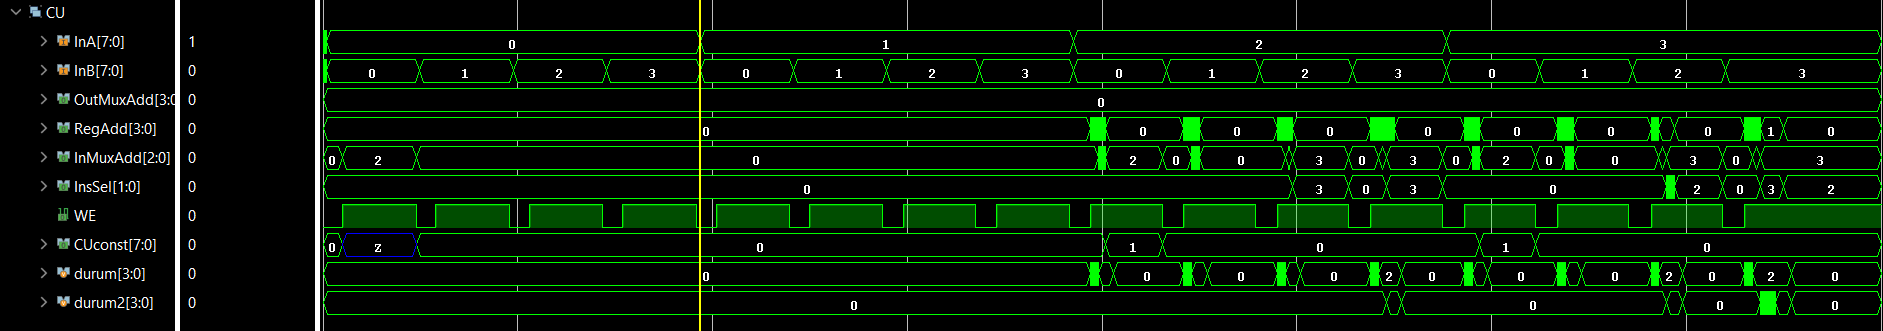 CU
InA[7:0] 1 0 1 2 3
InB[7:0] 0 0 1 2 3 0 1 2 3 0 1 2 3 0 1 2 3
OutMuxAdd[3:0 0 0
RegAdd[3:0] 0 0 0 0 0 0 0 0 0 1 0
InMuxAdd[2:0] 0 0 2 0 2 0 0 3 0 3 0 2 0 0 3 0 3
InsSel[1:0] 0 0 3 0 3 0 2 0 3 2
WE 0
CUconst[7:0] 0 0 Z 0 1 0 1 0
durum[3:0] 0 0 0 0 0 2 0 0 0 2 0 2 0
durum2[3:0] 0 0 0 0 0